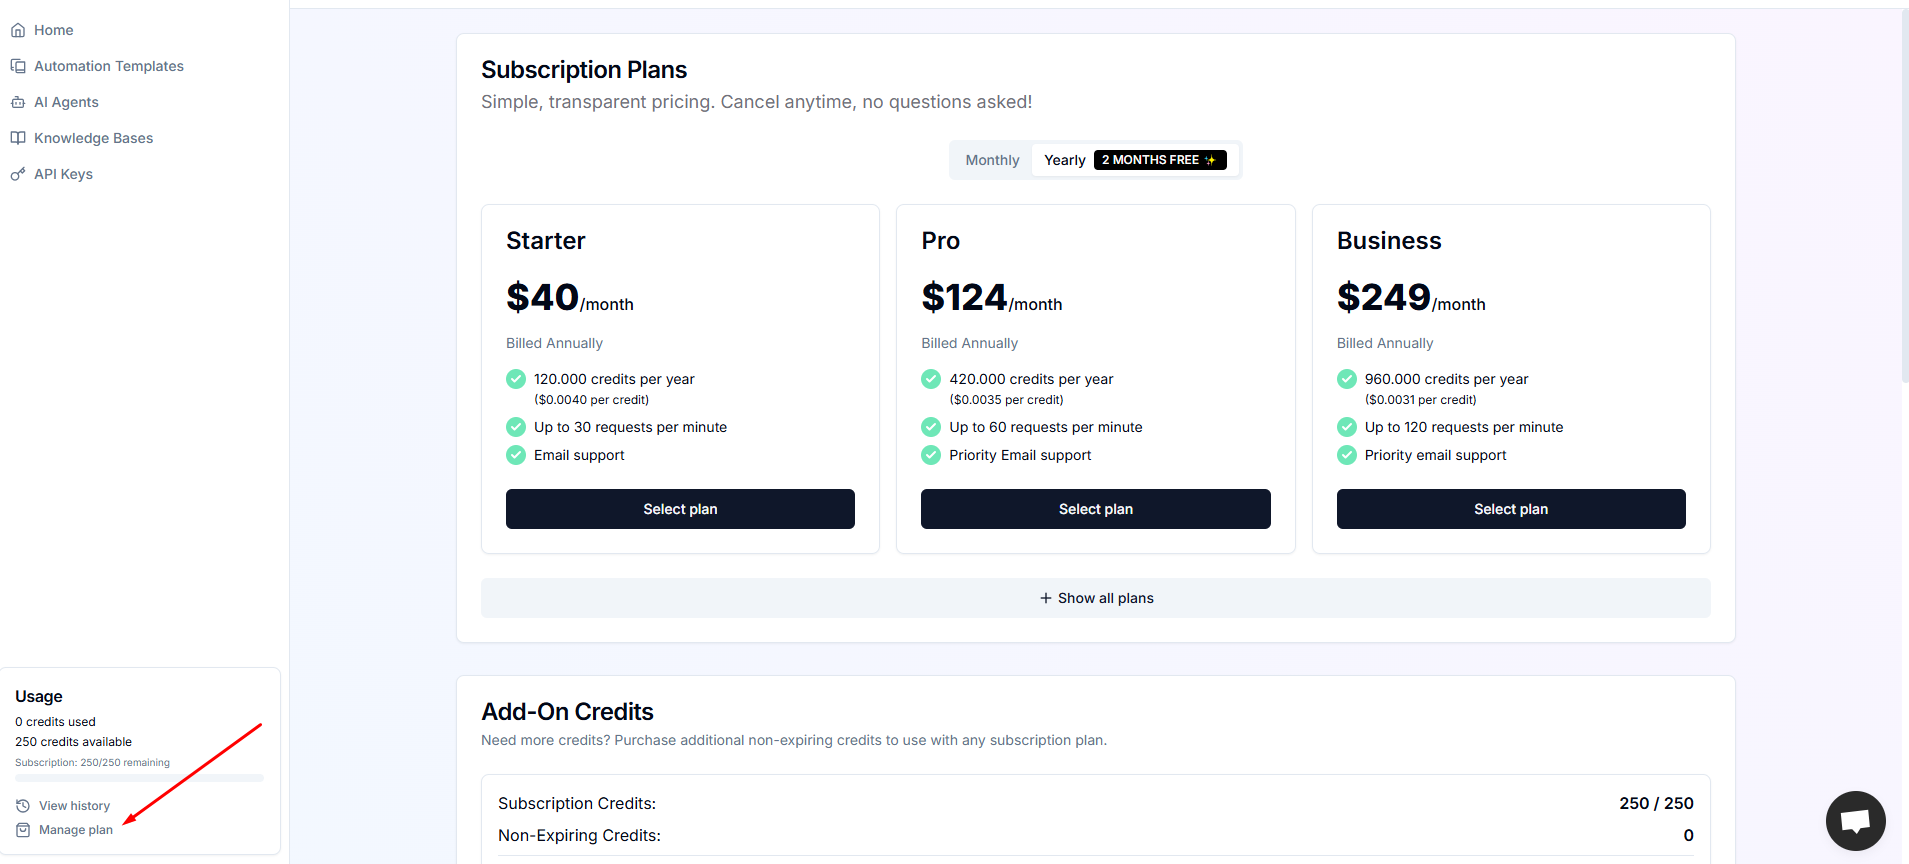 Home
Automation Templates
AI Agents
Knowledge Bases
API Keys
Subscription Plans
Simple, transparent pricing. Cancel anytime, no questions asked!
Monthly
Yearly
2 MONTHS FREE ✨
Starter
$40/month
Billed Annually
120.000 credits per year
($0.0040 per credit)
Up to 30 requests per minute
Email support
Select plan
Pro
$124/month
Billed Annually
420.000 credits per year
($0.0035 per credit)
Up to 60 requests per minute
Priority Email support
Select plan
Business
$249/month
Billed Annually
960.000 credits per year
($0.0031 per credit)
Up to 120 requests per minute
Priority email support
Select plan
+ Show all plans
Usage
0 credits used
250 credits available
Subscription: 250/250 remaining
View history
Manage plan
Add-On Credits
Need more credits? Purchase additional non-expiring credits to use with any subscription plan.
Subscription Credits: 250 / 250
Non-Expiring Credits: 0